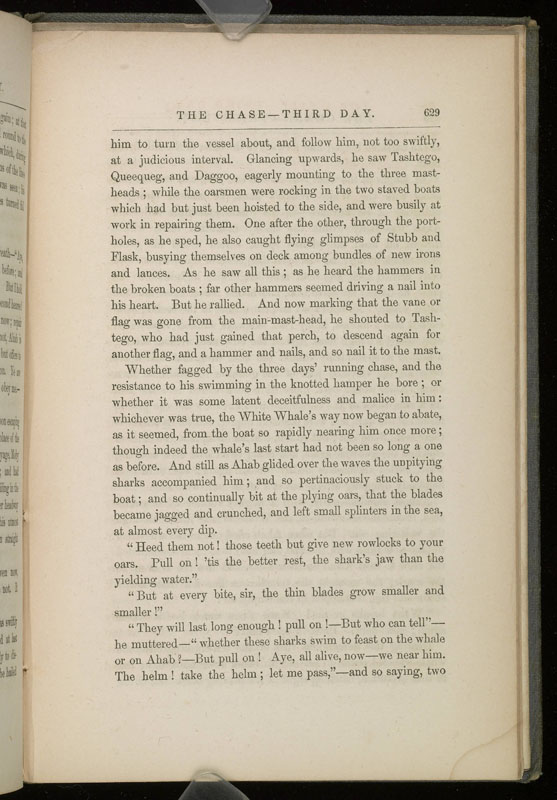 THE CHASE—THIRD DAY. 629
him to turn the vessel about, and follow him, not too swiftly,
at a judicious interval. Glancing upwards, he saw Tashtego,
Queequeg, and Daggoo, eagerly mounting to the three mast-
heads; while the oarsmen were rocking in the two staved boats
which had but just been hoisted to the side, and were busily at
work in repairing them. One after the other, through the port-
holes, as he sped, he also caught flying glimpses of Stubb and
Flask, busying themselves on deck among bundles of new irons
and lances. As he saw all this; as he heard the hammers in
the broken boats; far other hammers seemed driving a nail into
his heart. But he rallied. And now marking that the vane or
flag was gone from the main-mast-head, he shouted to Tash-
tego, who had just gained that perch, to descend again for
another flag, and a hammer and nails, and so nail it to the mast.
Whether fagged by the three days' running chase, and the
resistance to his swimming in the knotted hamper he bore; or
whether it was some latent deceitfulness and malice in him:
whichever was true, the White Whale's way now began to abate,
as it seemed, from the boat so rapidly nearing him once more;
though indeed the whale's last start had not been so long a one
as before. And still as Ahab glided over the waves the unpitying
sharks accompanied him; and so pertinaciously stuck to the
boat; and so continually bit at the plying oars, that the blades
became jagged and crunched, and left small splinters in the sea,
at almost every dip.
"Heed them not! those teeth but give new rowlocks to your
oars. Pull on! 'tis the better rest, the shark's jaw than the
yielding water."
"But at every bite, sir, the thin blades grow smaller and
smaller!"
"They will last long enough! pull on!—But who can tell"—
he muttered—"whether these sharks swim to feast on the whale
or on Ahab?—But pull on! Aye, all alive, now—we near him.
The helm! take the helm; let me pass,"—and so saying, two